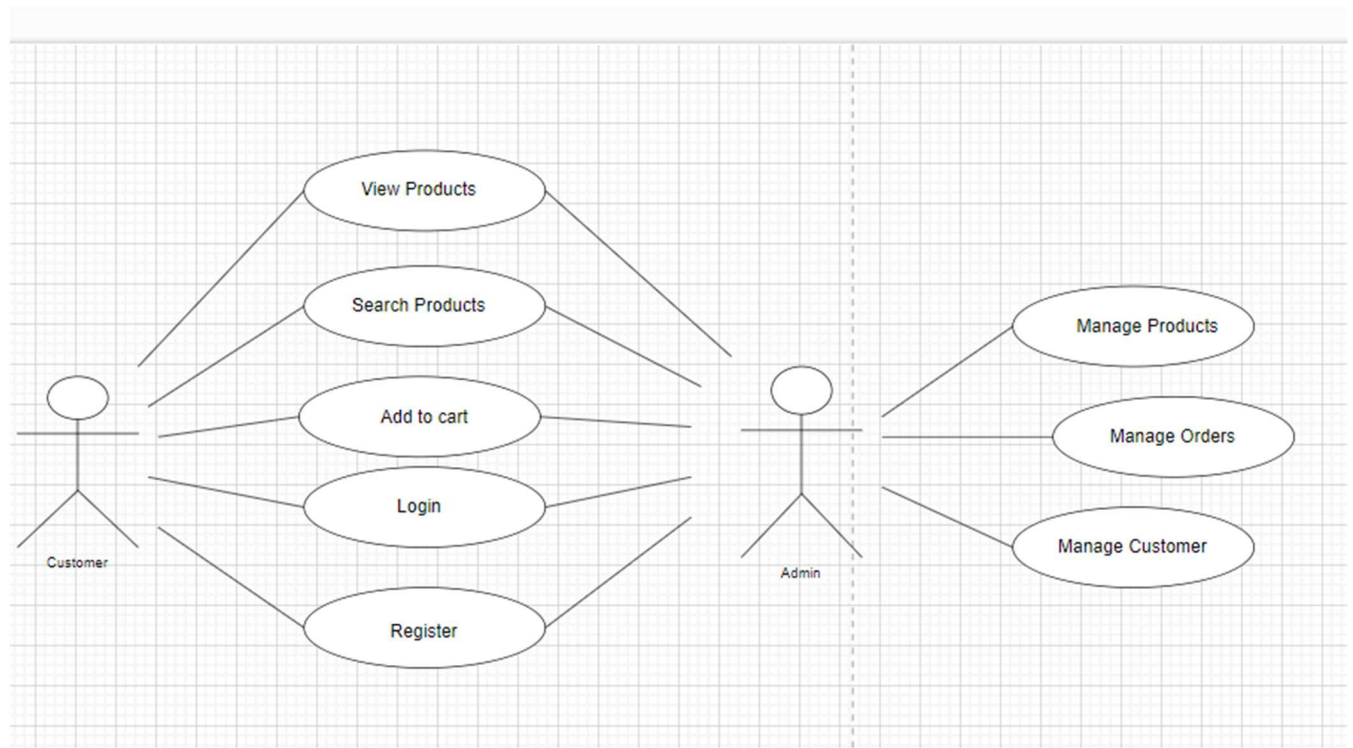 View Products
Search Products
Add to cart
Login
Register
Customer
Admin
Manage Products
Manage Orders
Manage Customer